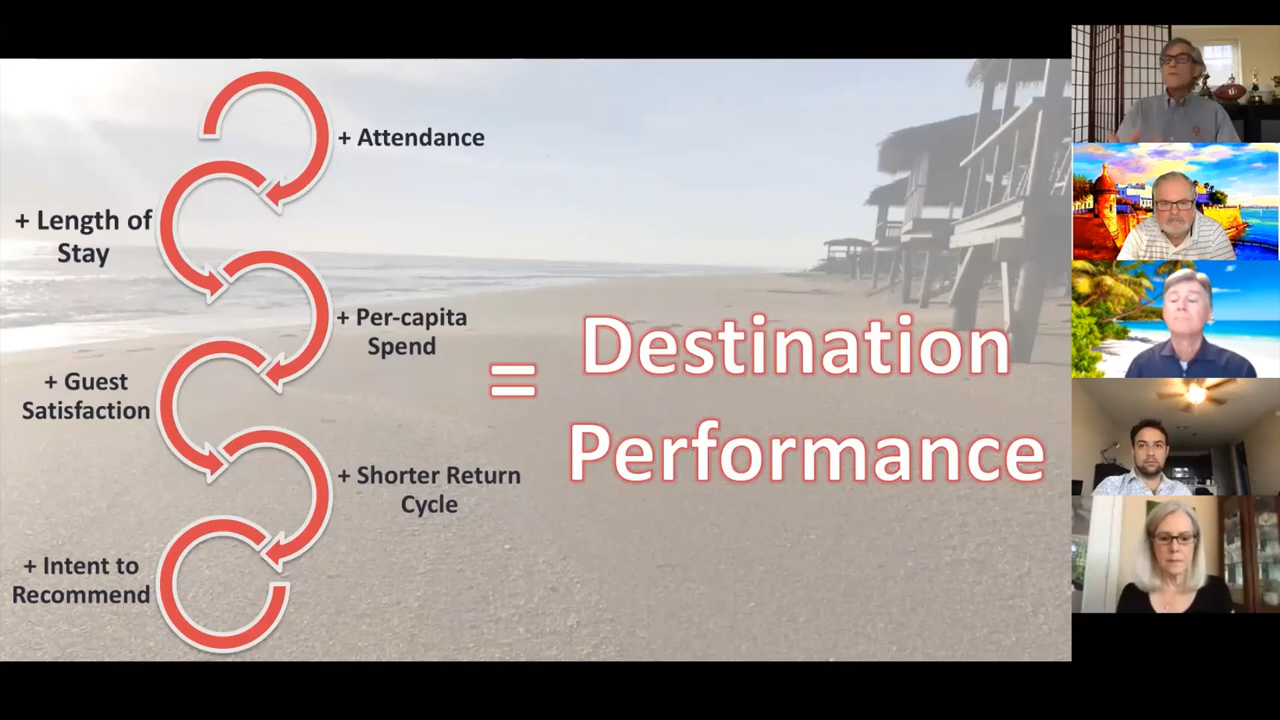 + Attendance
+ Length of
Stay
+ Per-capita
Spend
+ Guest
Satisfaction
+ Shorter Return
Cycle
+ Intent to
Recommend
= Destination
Performance